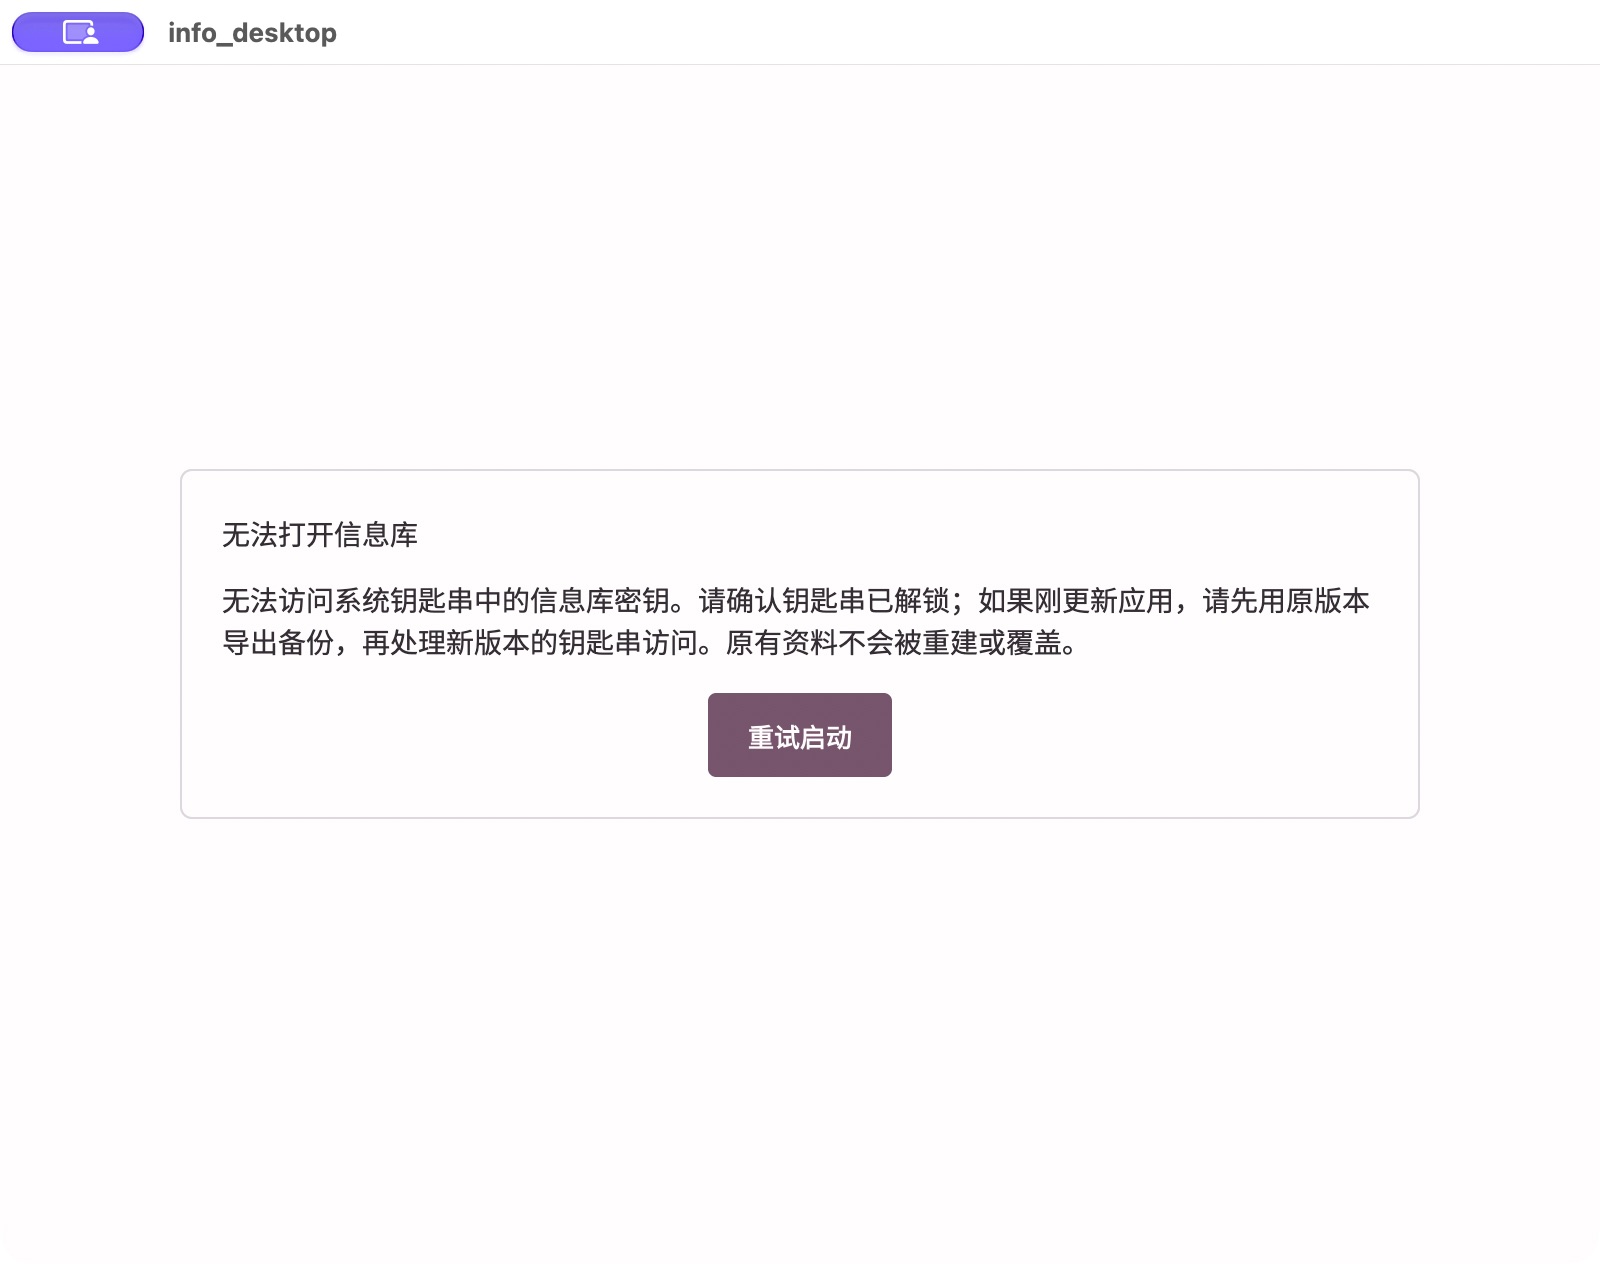 info_desktop
无法打开信息库
无法访问系统钥匙串中的信息库密钥。请确认钥匙串已解锁；如果刚更新应用，请先用原版本
导出备份，再处理新版本的钥匙串访问。原有资料不会被重建或覆盖。
重试启动